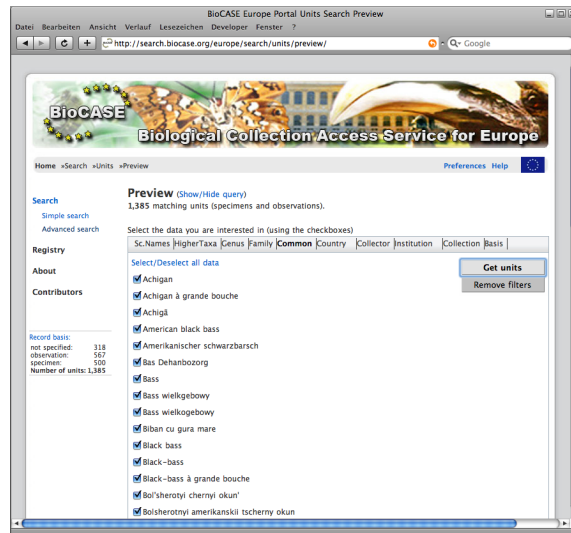 BioCASE Europe Portal Units Search Preview
Datei Bearbeiten Ansicht Verlauf Lesezeichen Developer Fenster ?
http://search.biocase.org/europe/search/units/preview/
Google
BioCASE
Biological Collection Access Service for Europe
Home »Search »Units »Preview
Preferences Help
Search
Simple search
Advanced search
Registry
About
Contributors
Record basis:
not specified: 318
observation: 567
specimen: 500
Number of units: 1,385
Preview (Show/Hide query)
1,385 matching units (specimens and observations).
Select the data you are interested in (using the checkboxes)
Sc.Names HigherTaxa Genus Family Common Country Collector Institution Collection Basis
Select/Deselect all data
Get units
Remove filters
Achigan
Achigan à grande bouche
Achigã
American black bass
Amerikanischer schwarzbarsch
Bas Dehanbozorg
Bass
Bass wielkgebowy
Bass wielkogebowy
Biban cu gura mare
Black bass
Black-bass
Black-bass à grande bouche
Bol'sherotyi chernyi okun'
Bolsherotnyi amerikanskii tscherny okun